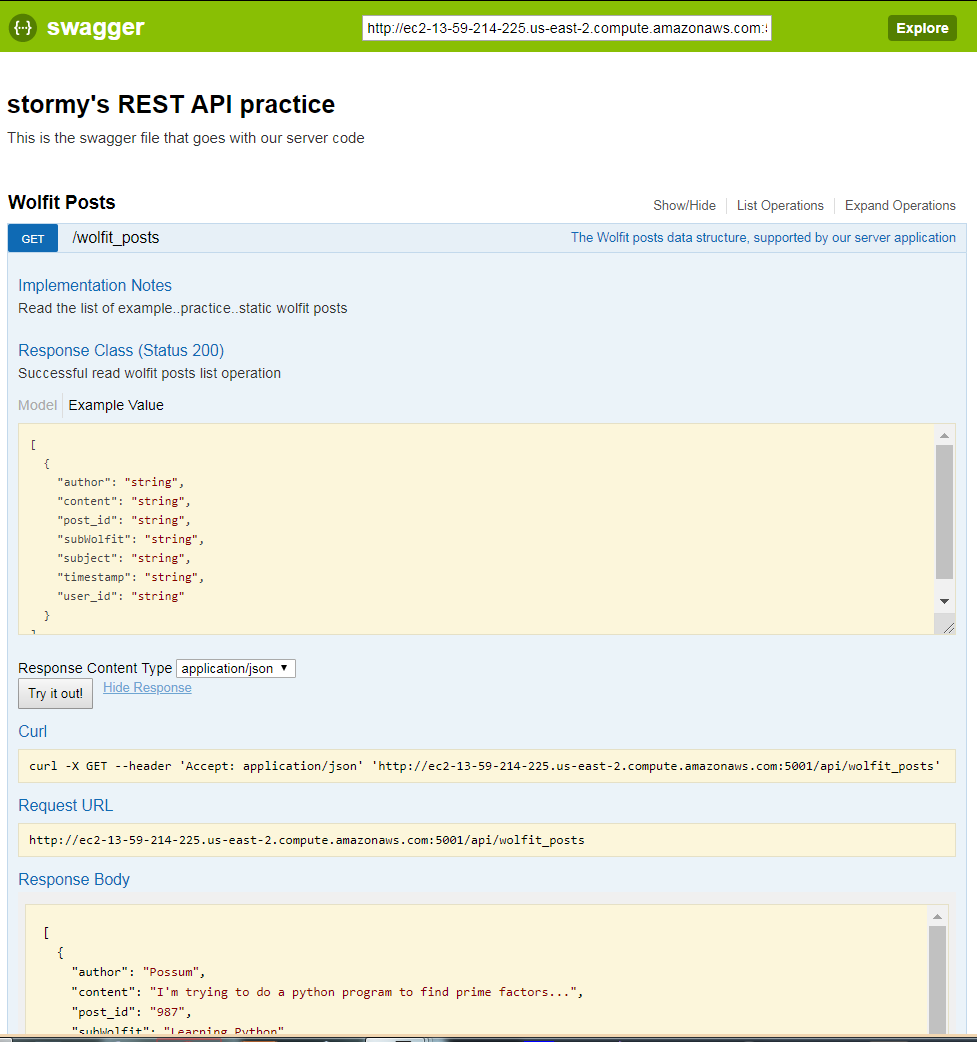 {··} swagger
http://ec2-13-59-214-225.us-east-2.compute.amazonaws.com:
Explore
stormy's REST API practice
This is the swagger file that goes with our server code
Wolfit Posts
Show/Hide
List Operations
Expand Operations
GET
/wolfit_posts
The Wolfit posts data structure, supported by our server application
Implementation Notes
Read the list of example..practice..static wolfit posts
Response Class (Status 200)
Successful read wolfit posts list operation
Model
Example Value
[
{
"author": "string",
"content": "string",
"post_id": "string",
"subWolfit": "string",
"subject": "string",
"timestamp": "string",
"user_id": "string"
}
]
Response Content Type application/json
Try it out!
Hide Response
Curl
curl -X GET --header 'Accept: application/json' 'http://ec2-13-59-214-225.us-east-2.compute.amazonaws.com:5001/api/wolfit_posts'
Request URL
http://ec2-13-59-214-225.us-east-2.compute.amazonaws.com:5001/api/wolfit_posts
Response Body
[
{
"author": "Possum",
"content": "I'm trying to do a python program to find prime factors...",
"post_id": "987",
"subWolfit": "Learning Python"